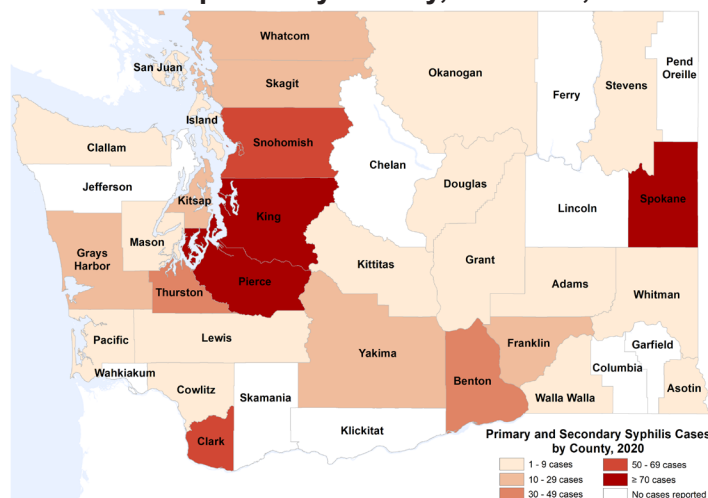 Whatcom
San Juan
Skagit
Island
Okanogan
Ferry
Stevens
Pend
Oreille
Clallam
Snohomish
Chelan
Jefferson
Kitsap
King
Douglas
Lincoln
Spokane
Mason
Grays
Harbor
Kittitas
Grant
Pierce
Thurston
Adams
Whitman
Pacific
Lewis
Yakima
Franklin
Garfield
Columbia
Wahkiakum
Cowlitz
Skamania
Benton
Walla Walla
Asotin
Clark
Klickitat
Primary and Secondary Syphilis Cases
by County, 2020
1 - 9 cases
10 - 29 cases
30 - 49 cases
50 - 69 cases
≥ 70 cases
No cases reported